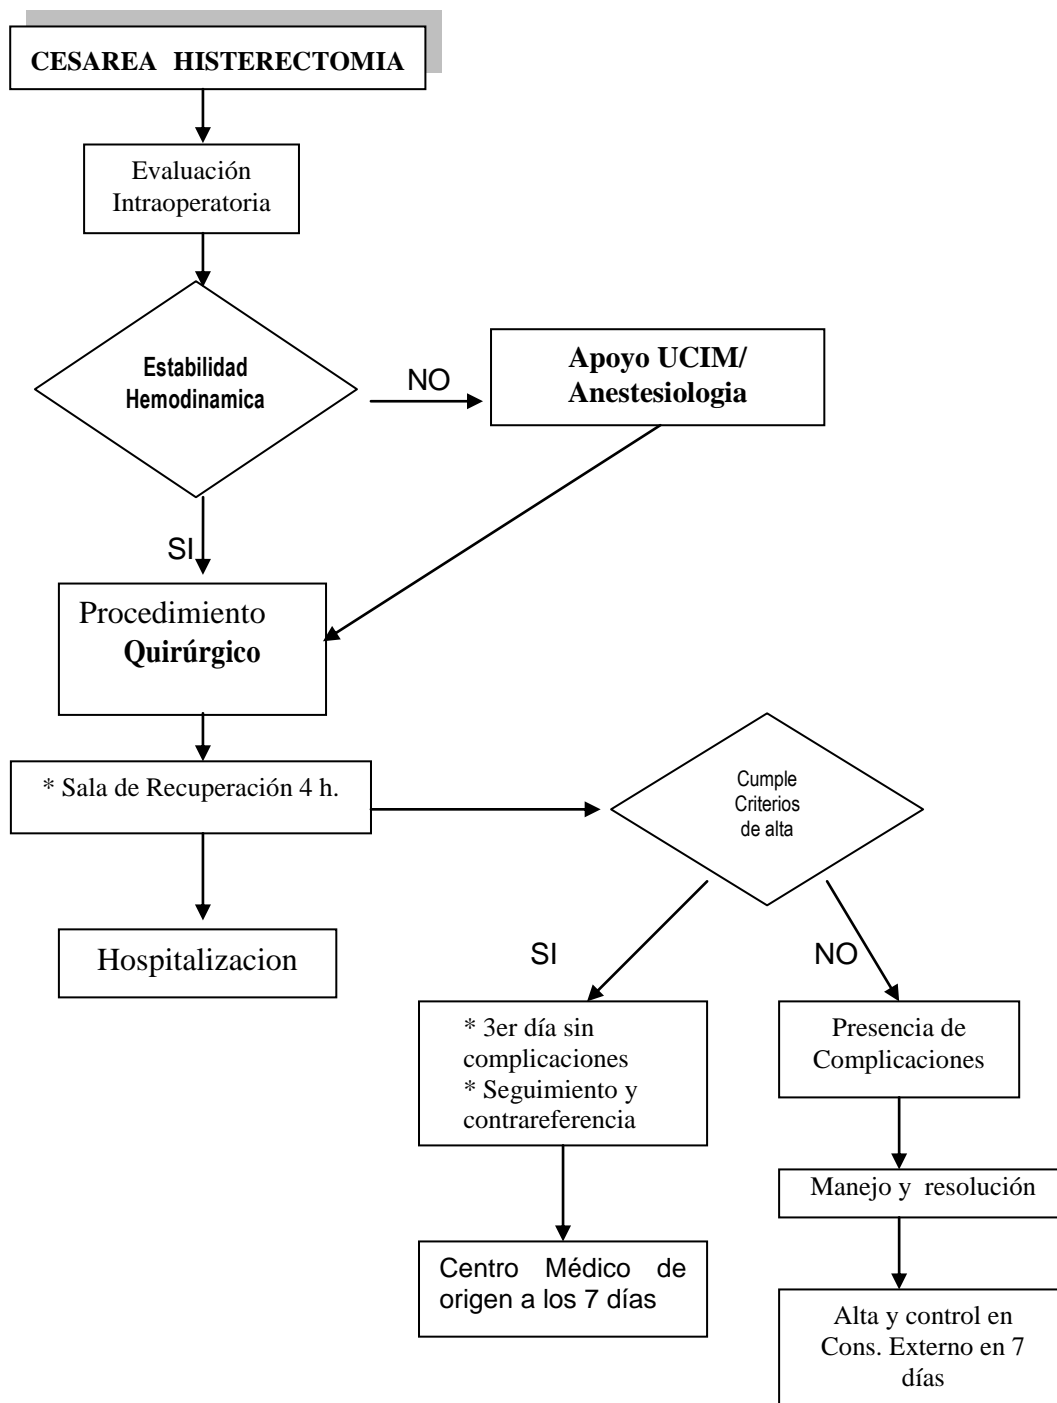 CESAREA HISTERECTOMIA
Evaluación
Intraoperatoria
Estabilidad
Hemodinamica
NO
Apoyo UCIM/
Anestesiologia
SI
Procedimiento
Quirúrgico
* Sala de Recuperación 4 h.
Cumple
Criterios
de alta
Hospitalizacion
SI
NO
* 3er día sin
complicaciones
* Seguimiento y
contrareferencia
Presencia de
Complicaciones
Manejo y resolución
Centro Médico de
origen a los 7 días
Alta y control en
Cons. Externo en 7
días